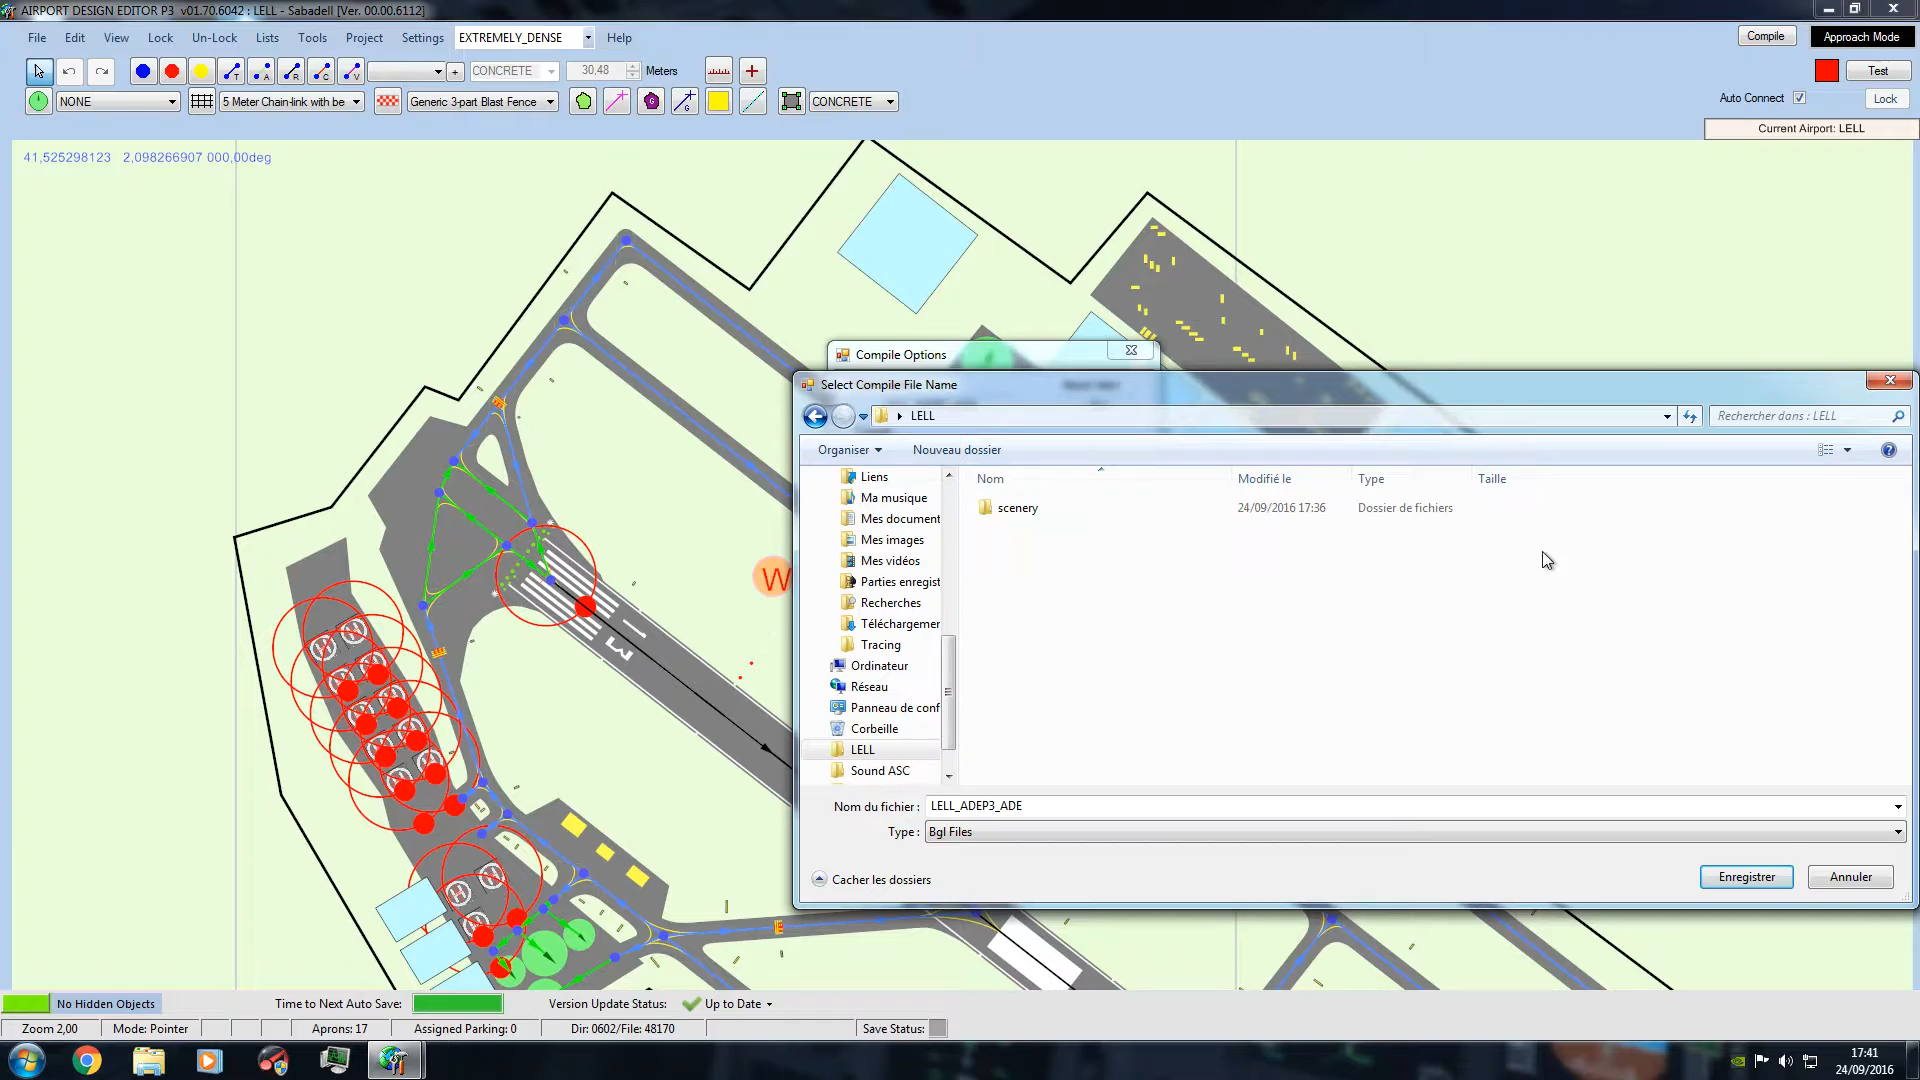 AIRPORT DESIGN EDITOR P3 v01.70.6042 : LELL - Sabadell [Ver. 00.00.6112]
File Edit View Lock Un-Lock Lists Tools Project Settings EXTREMELY_DENSE Help
Compile Approach Mode
T A R C V + CONCRETE 30,48 Meters
Test
NONE 5 Meter Chain-link with be Generic 3-part Blast Fence G G CONCRETE
Auto Connect Lock
Current Airport: LELL
41,525298123 2,098266907 000,00deg
Compile Options
Select Compile File Name
LELL Rechercher dans : LELL
Organiser Nouveau dossier
Nom Modifié le Type Taille
scenery 24/09/2016 17:36 Dossier de fichiers
Liens
Ma musique
Mes document
Mes images
Mes vidéos
Parties enregist
Recherches
Téléchargemer
Tracing
Ordinateur
Réseau
Panneau de conf
Corbeille
LELL
Sound ASC
Nom du fichier : LELL_ADEP3_ADE
Type : Bgl Files
Cacher les dossiers Enregistrer Annuler
W
13
No Hidden Objects Time to Next Auto Save: Version Update Status: Up to Date
Zoom 2,00 Mode: Pointer Aprons: 17 Assigned Parking: 0 Dir: 0602/File: 48170 Save Status:
17:41
24/09/2016